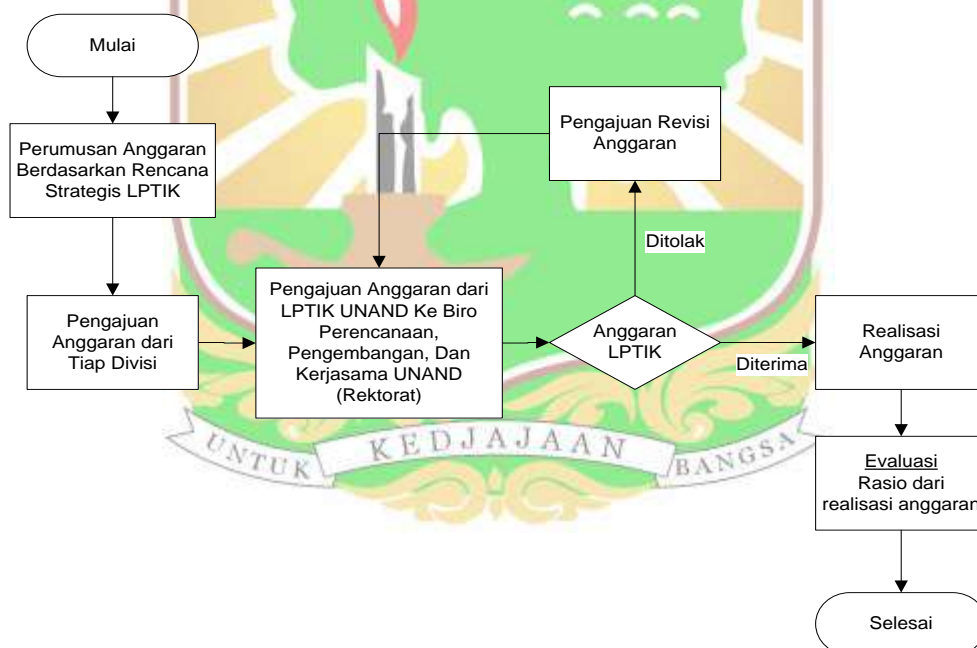 Mulai
Perumusan Anggaran
Berdasarkan Rencana
Strategis LPTIK
Pengajuan
Anggaran dari
Tiap Divisi
Pengajuan Anggaran dari
LPTIK UNAND Ke Biro
Perencanaan,
Pengembangan, Dan
Kerjasama UNAND
(Rektorat)
Anggaran
LPTIK
Ditolak
Pengajuan Revisi
Anggaran
Diterima
Realisasi
Anggaran
Evaluasi
Rasio dari
realisasi anggaran
Selesai
UNTUK KEDJAJAAN BANGSA